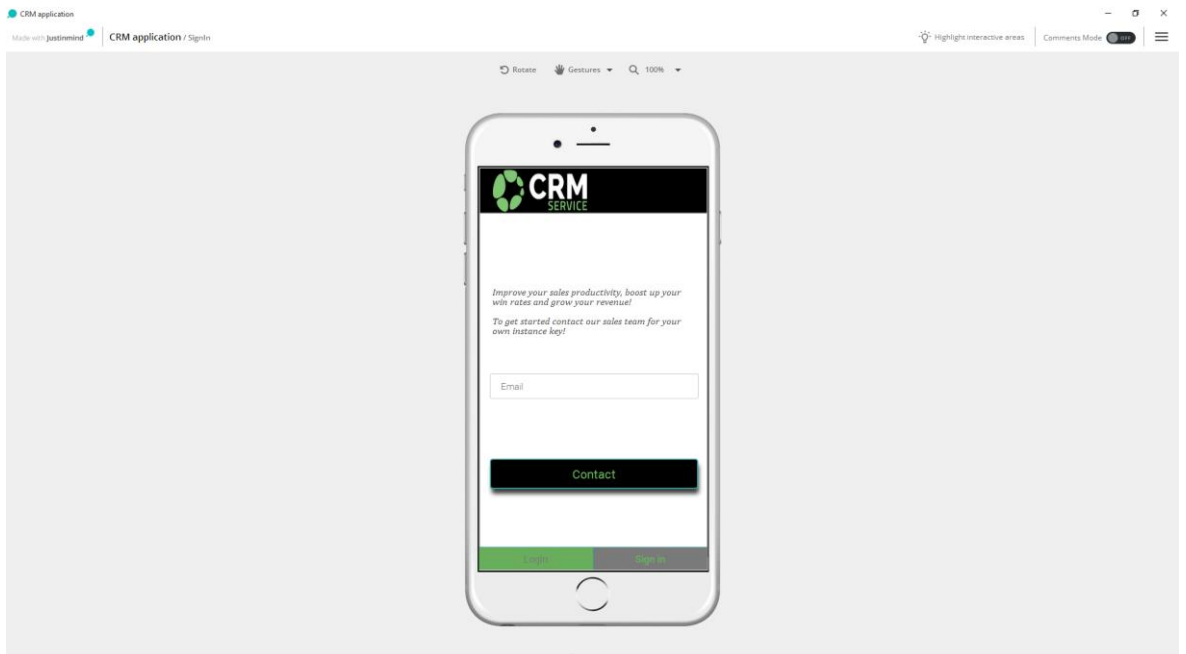 CRM application
Made with Justinmind
CRM application / SignIn
Highlight interactive areas
Comments Mode
OFF
Rotate
Gestures
100%
CRM
SERVICE
Improve your sales productivity, boost up your
win rates and grow your revenue!
To get started contact our sales team for your
own instance key!
Email
Contact
Login
Sign in